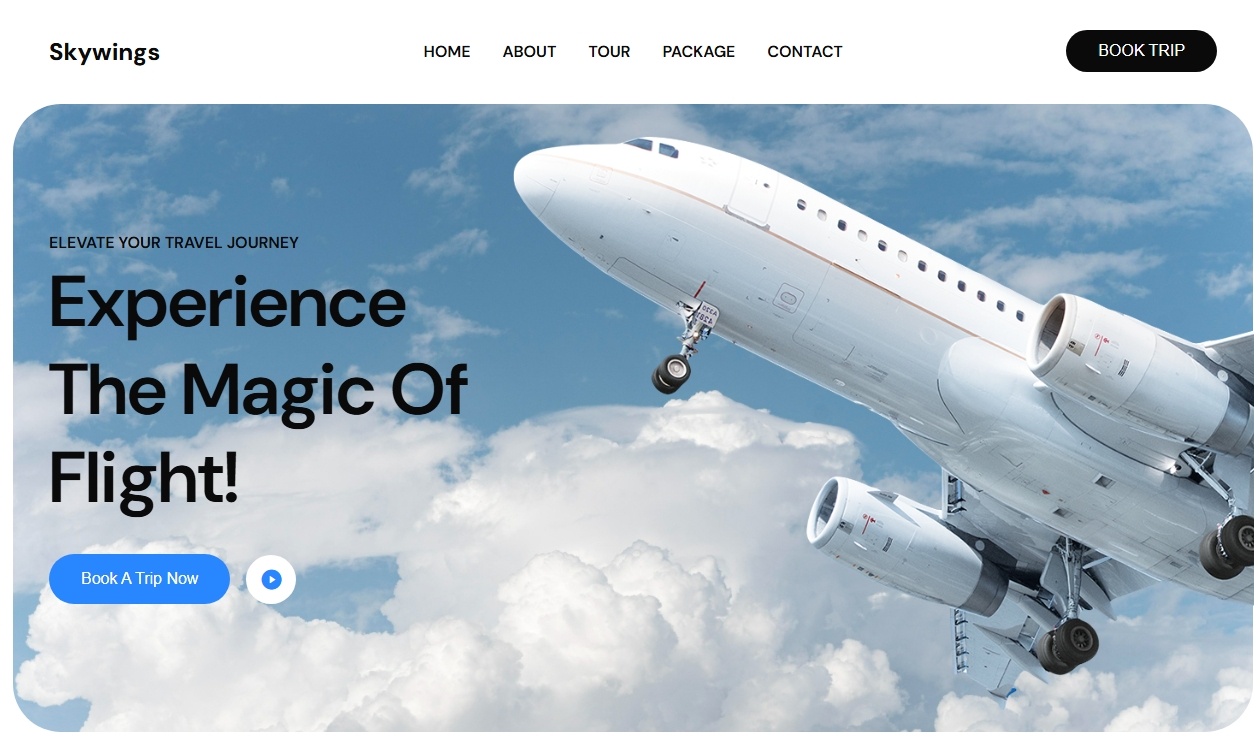 Skywings
HOME ABOUT TOUR PACKAGE CONTACT
BOOK TRIP
ELEVATE YOUR TRAVEL JOURNEY
Experience
The Magic Of
Flight!
Book A Trip Now